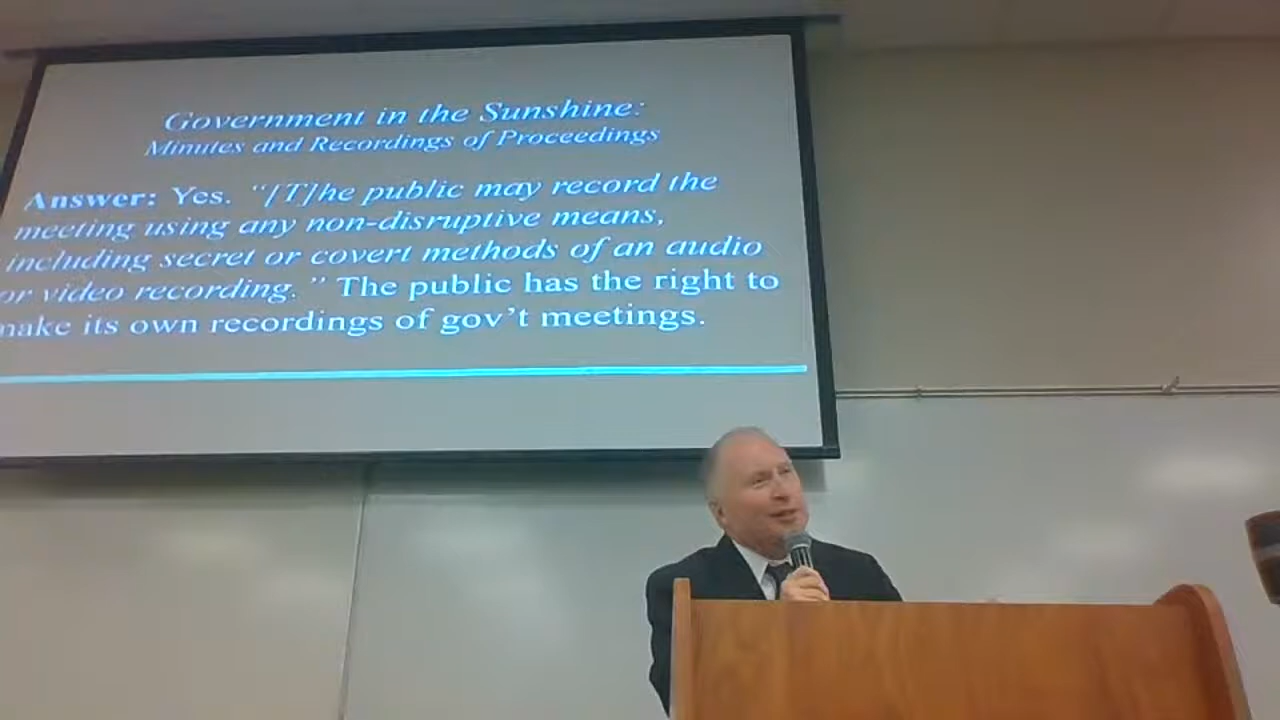 Government in the Sunshine:
Minutes and Recordings of Proceedings
Answer: Yes. "[T]he public may record the
meeting using any non-disruptive means,
including secret or covert methods of an audio
or video recording." The public has the right to
make its own recordings of gov't meetings.